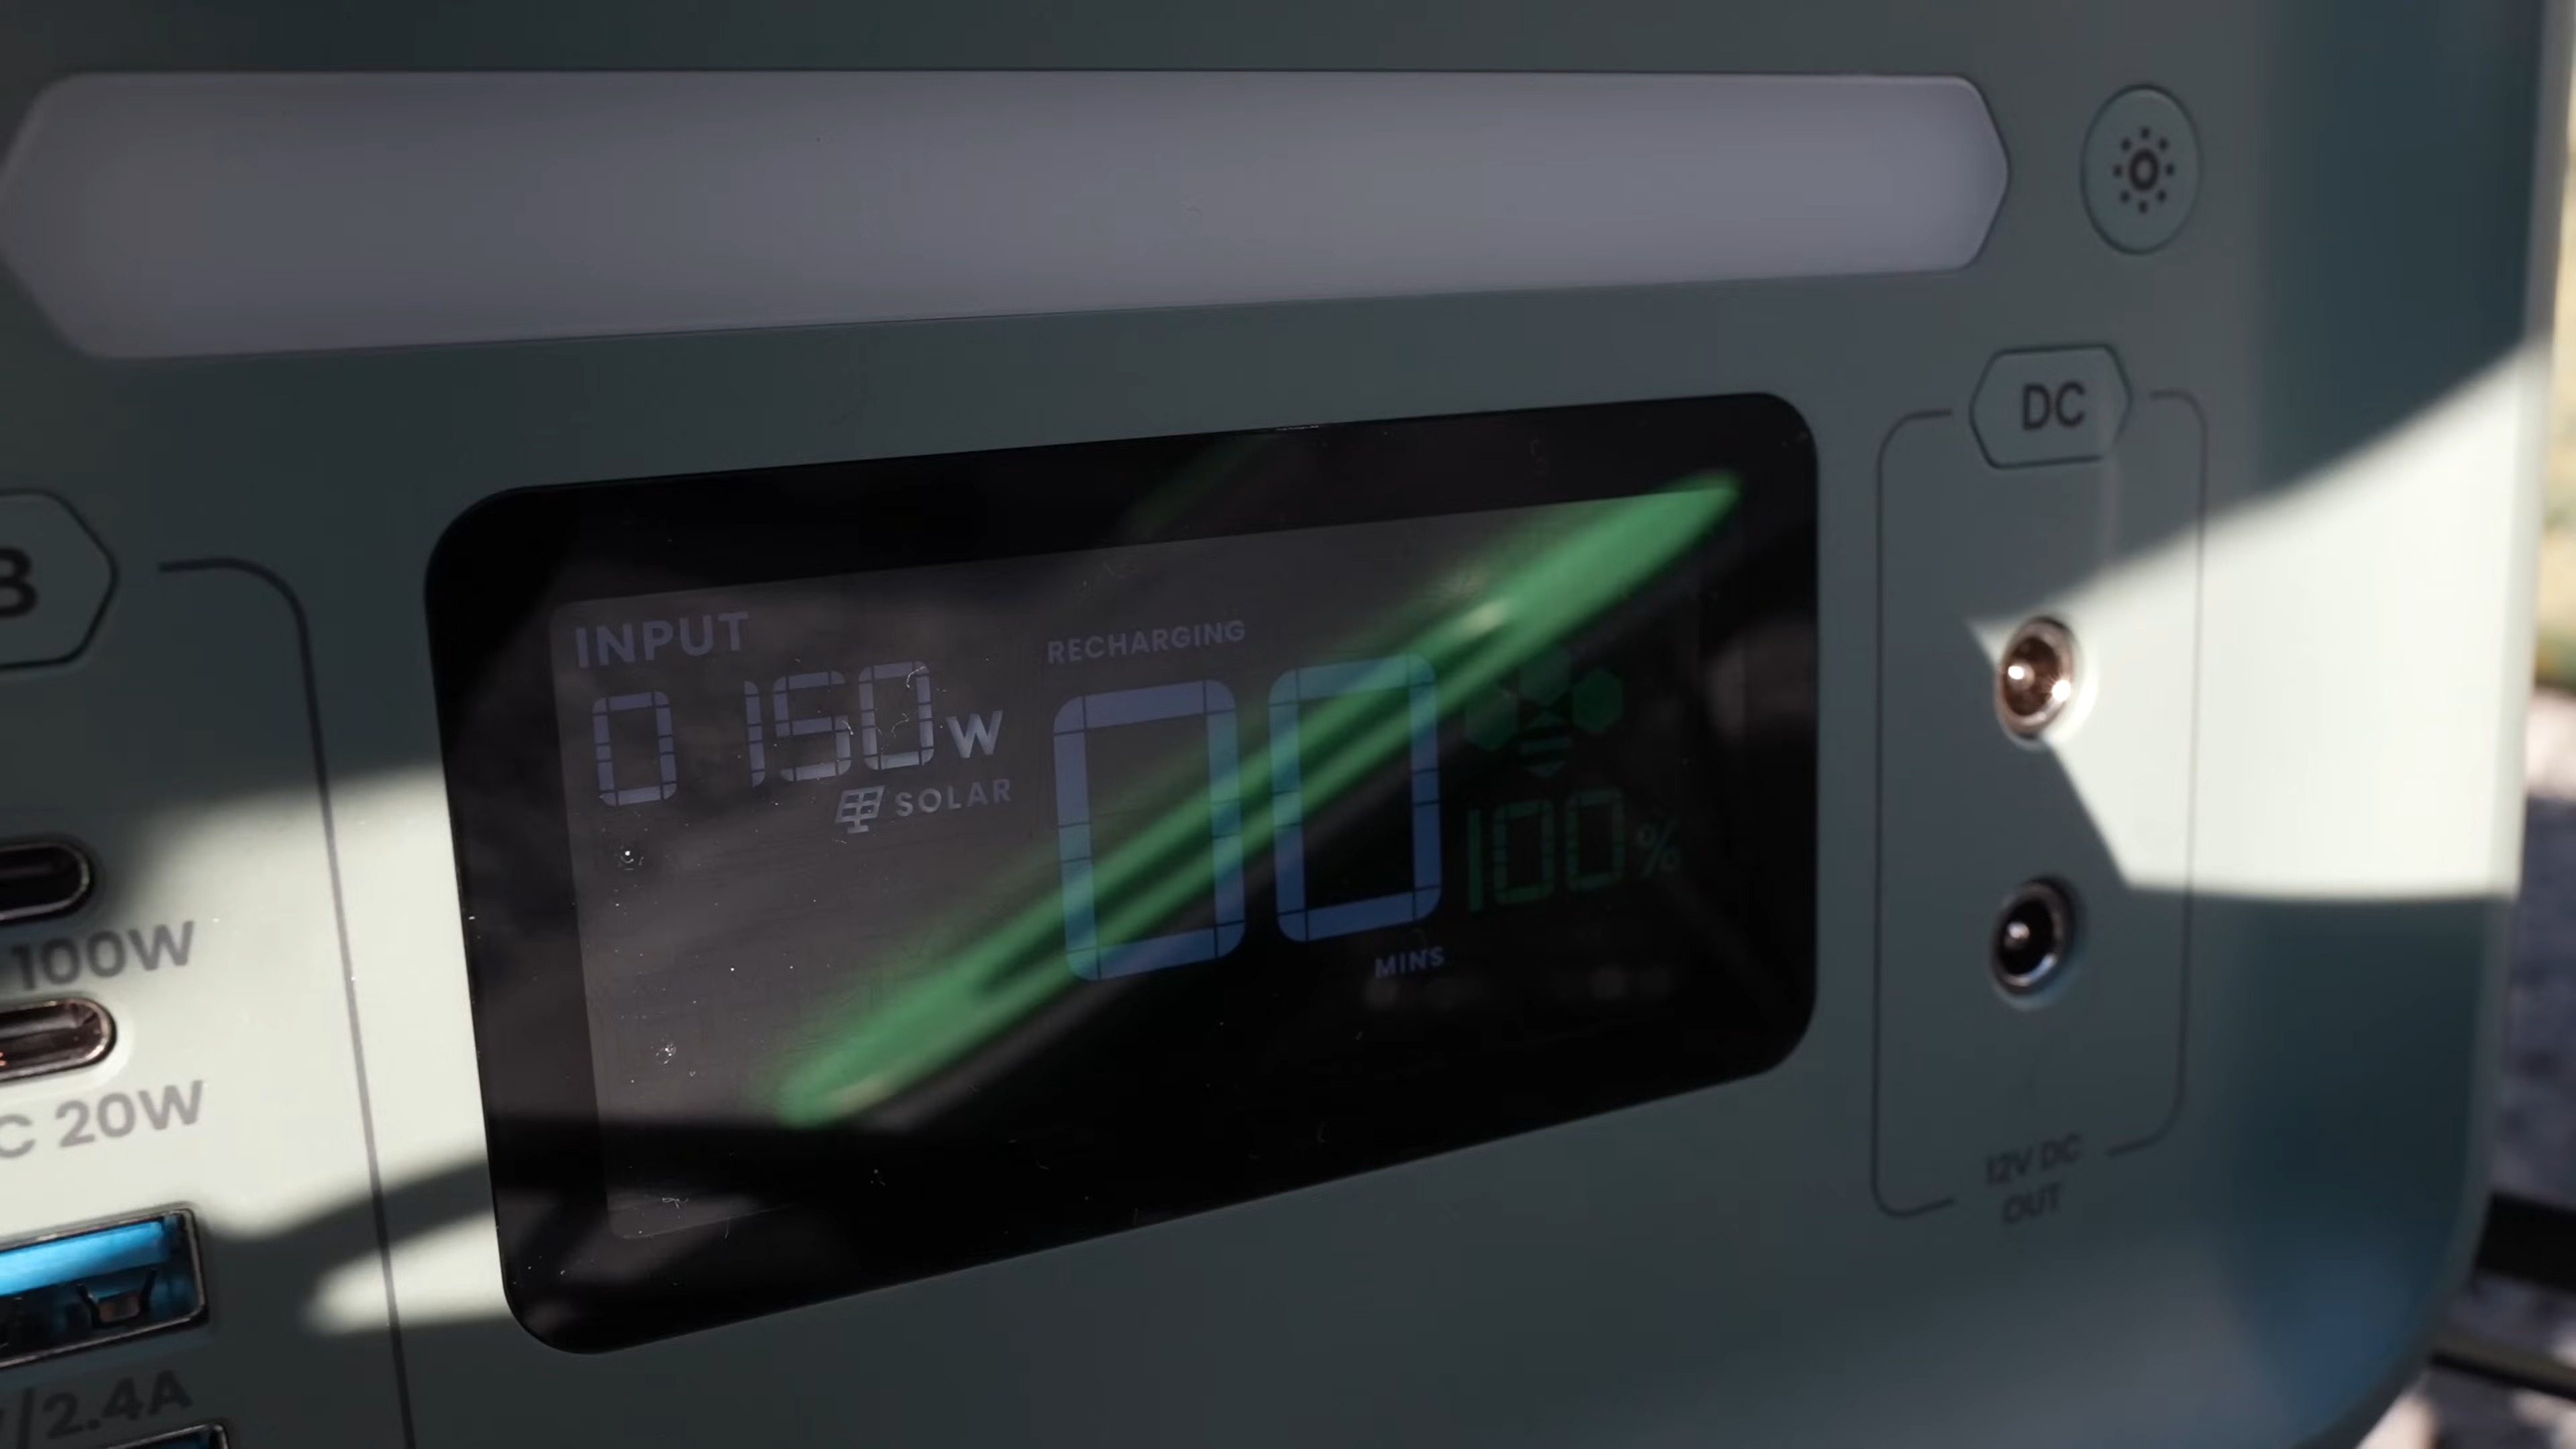 DC
B
INPUT
0150W
SOLAR
RECHARGING
00
MINS
100%
100W
C 20W
/2.4A
12V DC
OUT